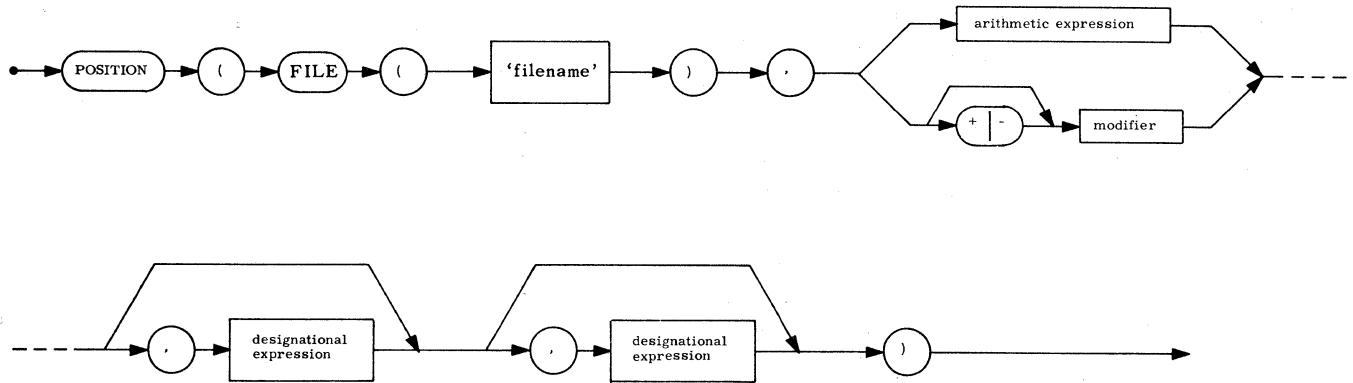 POSITION ( FILE ( 'filename' ) , arithmetic expression
+ | - modifier
, designational expression , designational expression )